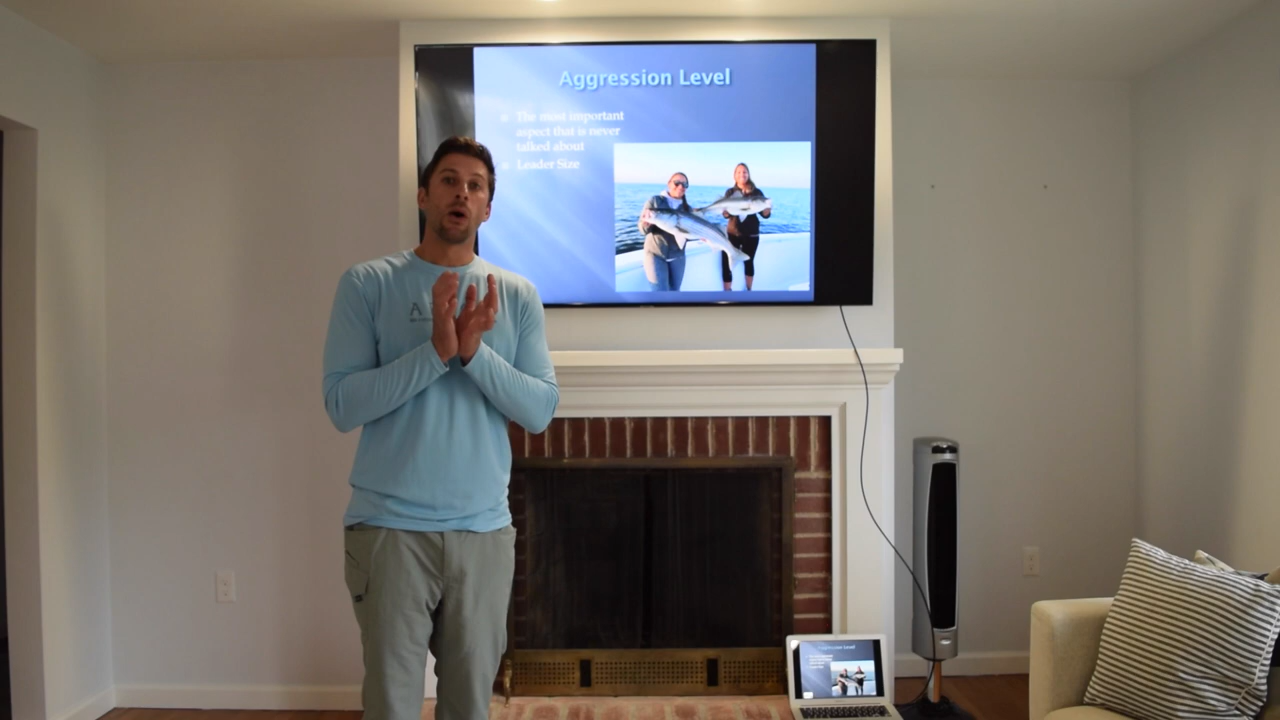 Aggression Level
The most important
aspect that is never
talked about
Leader Size